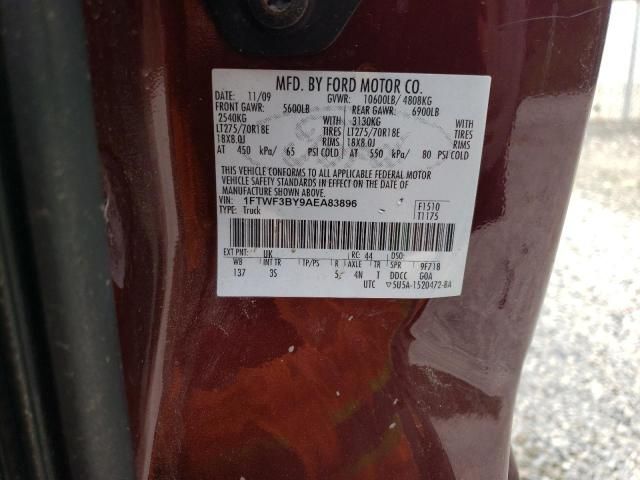 MFD. BY FORD MOTOR CO.
DATE: 11/09 GVWR: 10600LB/ 4808KG
FRONT GAWR: 5600LB REAR GAWR: 6900LB
2540KG WITH 3130KG WITH
LT275/70R18E TIRES LT275/70R18E TIRES
18X8.0J RIMS 18X8.0J RIMS
AT 450 kPa/ 65 PSI COLD AT 550 kPa/ 80 PSI COLD
THIS VEHICLE CONFORMS TO ALL APPLICABLE FEDERAL MOTOR
VEHICLE SAFETY STANDARDS IN EFFECT ON THE DATE OF
MANUFACTURE SHOWN ABOVE.
VIN: 1FTWF3BY9AEA83896 F1510
TYPE: Truck T1175
EXT PNT: UK RC: 44 DSO:
WB INT TR TP/PS R AXLE TR SPR 9F718
137 3S 5 4N T DDCC GOA
UTC ▽5U5A-1520472-BA